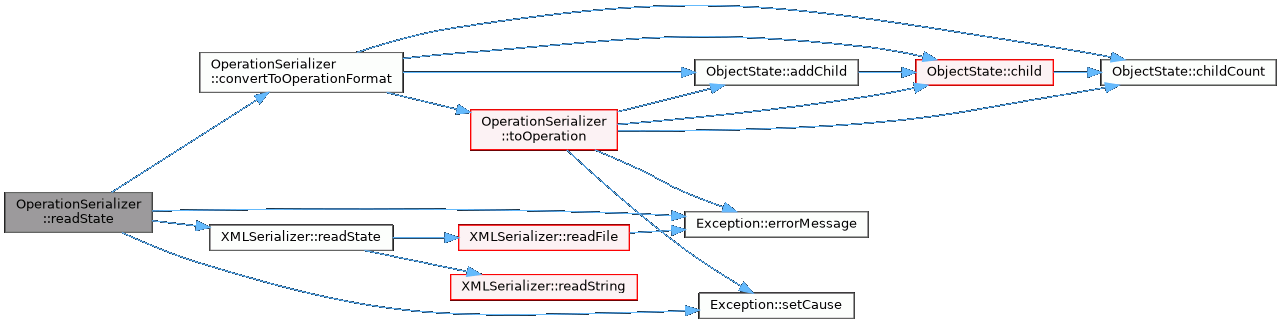 OperationSerializer
::convertToOperationFormat
ObjectState::addChild
ObjectState::child
ObjectState::childCount
OperationSerializer
::toOperation
OperationSerializer
::readState
XMLSerializer::readState
XMLSerializer::readFile
Exception::errorMessage
XMLSerializer::readString
Exception::setCause